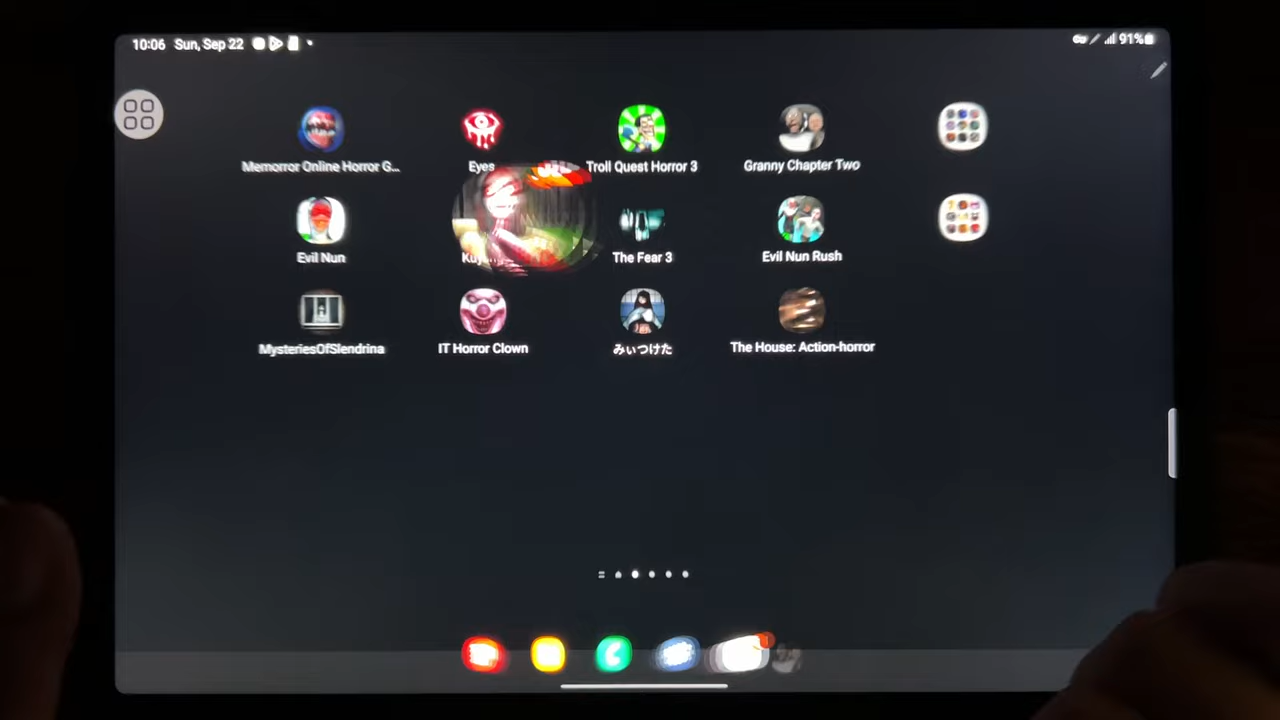 10:06 Sun, Sep 22
91%
Memorror Online Horror G...
Eyes
Troll Quest Horror 3
Granny Chapter Two
Evil Nun
The Fear 3
Evil Nun Rush
MysteriesOfSlendrina
IT Horror Clown
みぃつけた
The House: Action-horror